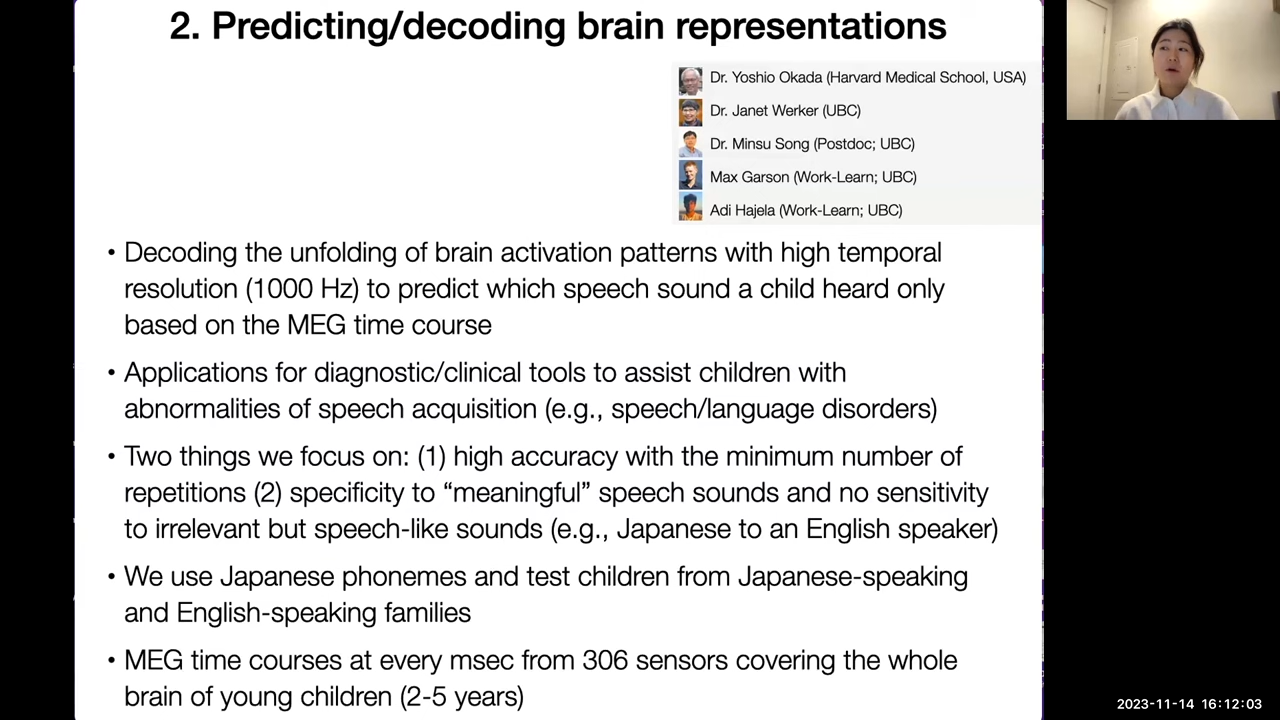 2. Predicting/decoding brain representations
Dr. Yoshio Okada (Harvard Medical School, USA)
Dr. Janet Werker (UBC)
Dr. Minsu Song (Postdoc; UBC)
Max Garson (Work-Learn; UBC)
Adi Hajela (Work-Learn; UBC)
• Decoding the unfolding of brain activation patterns with high temporal
resolution (1000 Hz) to predict which speech sound a child heard only
based on the MEG time course
• Applications for diagnostic/clinical tools to assist children with
abnormalities of speech acquisition (e.g., speech/language disorders)
• Two things we focus on: (1) high accuracy with the minimum number of
repetitions (2) specificity to “meaningful” speech sounds and no sensitivity
to irrelevant but speech-like sounds (e.g., Japanese to an English speaker)
• We use Japanese phonemes and test children from Japanese-speaking
and English-speaking families
• MEG time courses at every msec from 306 sensors covering the whole
brain of young children (2-5 years)
2023-11-14 16:12:03